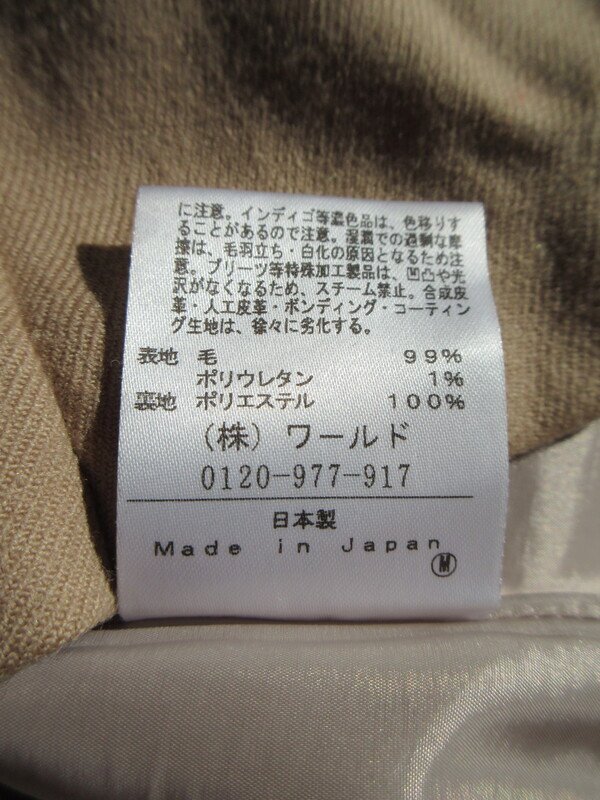 に注意。インディゴ等濃色品は、色移りす
ることがあるので注意。湿潤での過剰な摩
擦は、毛羽立ち・白化の原因となるため注
意。プリーツ等特殊加工製品は、凹凸や光
沢がなくなるため、スチーム禁止。合成皮
革・人工皮革・ボンディング・コーティン
グ生地は、徐々に劣化する。
表地 毛 99%
ポリウレタン 1%
裏地 ポリエステル 100%
(株) ワールド
0120-977-917
日本製
Made in Japan
Ⓜ